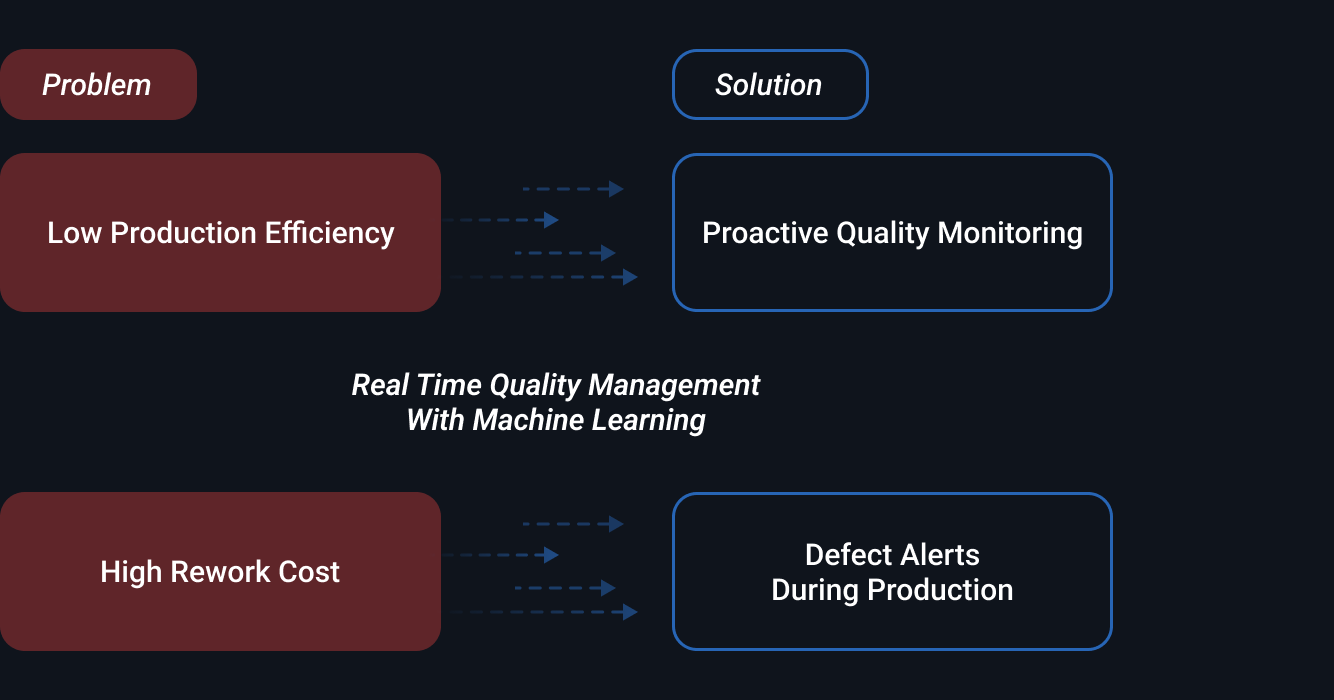 Problem
Solution
Low Production Efficiency
Proactive Quality Monitoring
Real Time Quality Management
With Machine Learning
High Rework Cost
Defect Alerts
During Production